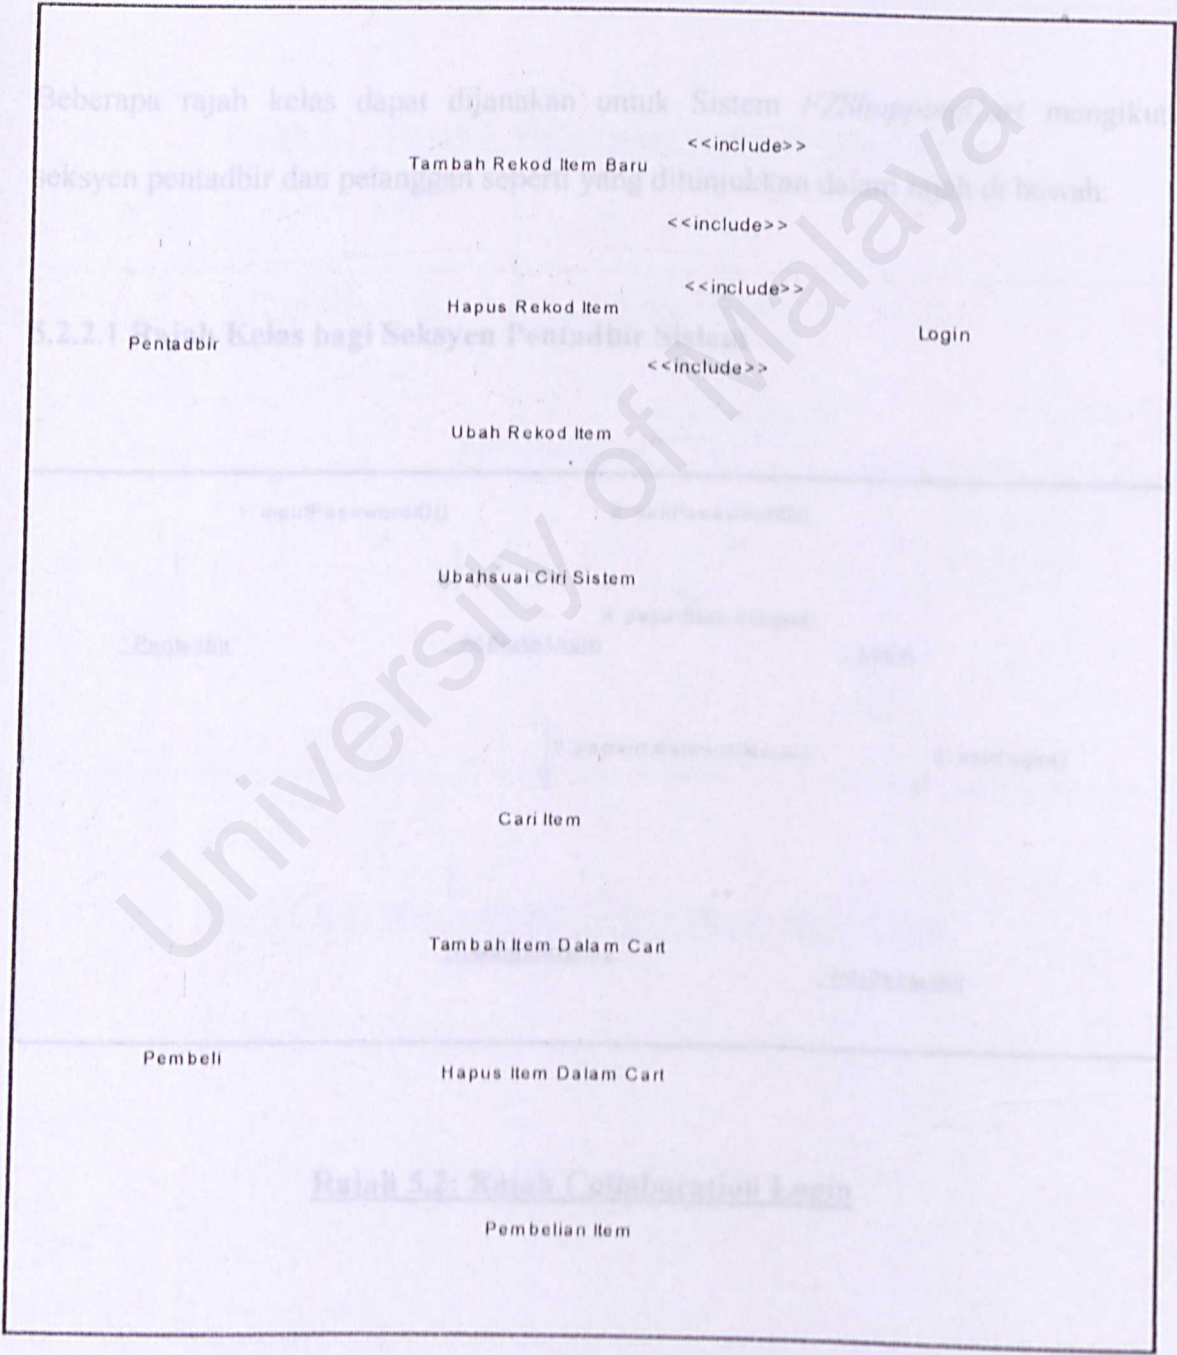 Beberapa rajah kelas dapat dijanakan untuk Sistem mengikut
<<include>>
Tambah Rekod Item Baru
seksyen pentadbir dan pelanggan seperti yang ditunjukkan dalam rajah di bawah:
<<include>>
<<include>>
Hapus Rekod Item
5.2.2.1 Rajah Kelas bagi Seksyen Pentadbir Sistem
Login
Pentadbir
<<include>>
Ubah Rekod Item
Ubahsuai Ciri Sistem
Cari Item
Tambah Item Dalam Cart
Pembeli
Hapus Item Dalam Cart
Rajah 5.2: Rajah Collaboration Login
Pembelian Item
University of Malaya